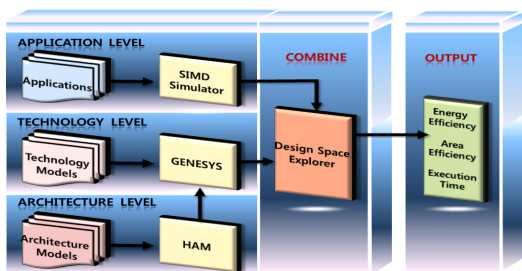 APPLICATION LEVEL
Applications
SIMD
Simulator
TECHNOLOGY LEVEL
Technology
Models
GENESYS
ARCHITECTURE LEVEL
Architecture
Models
HAM
COMBINE
Design Space
Explorer
OUTPUT
Energy
Efficiency
Area
Efficiency
Execution
Time